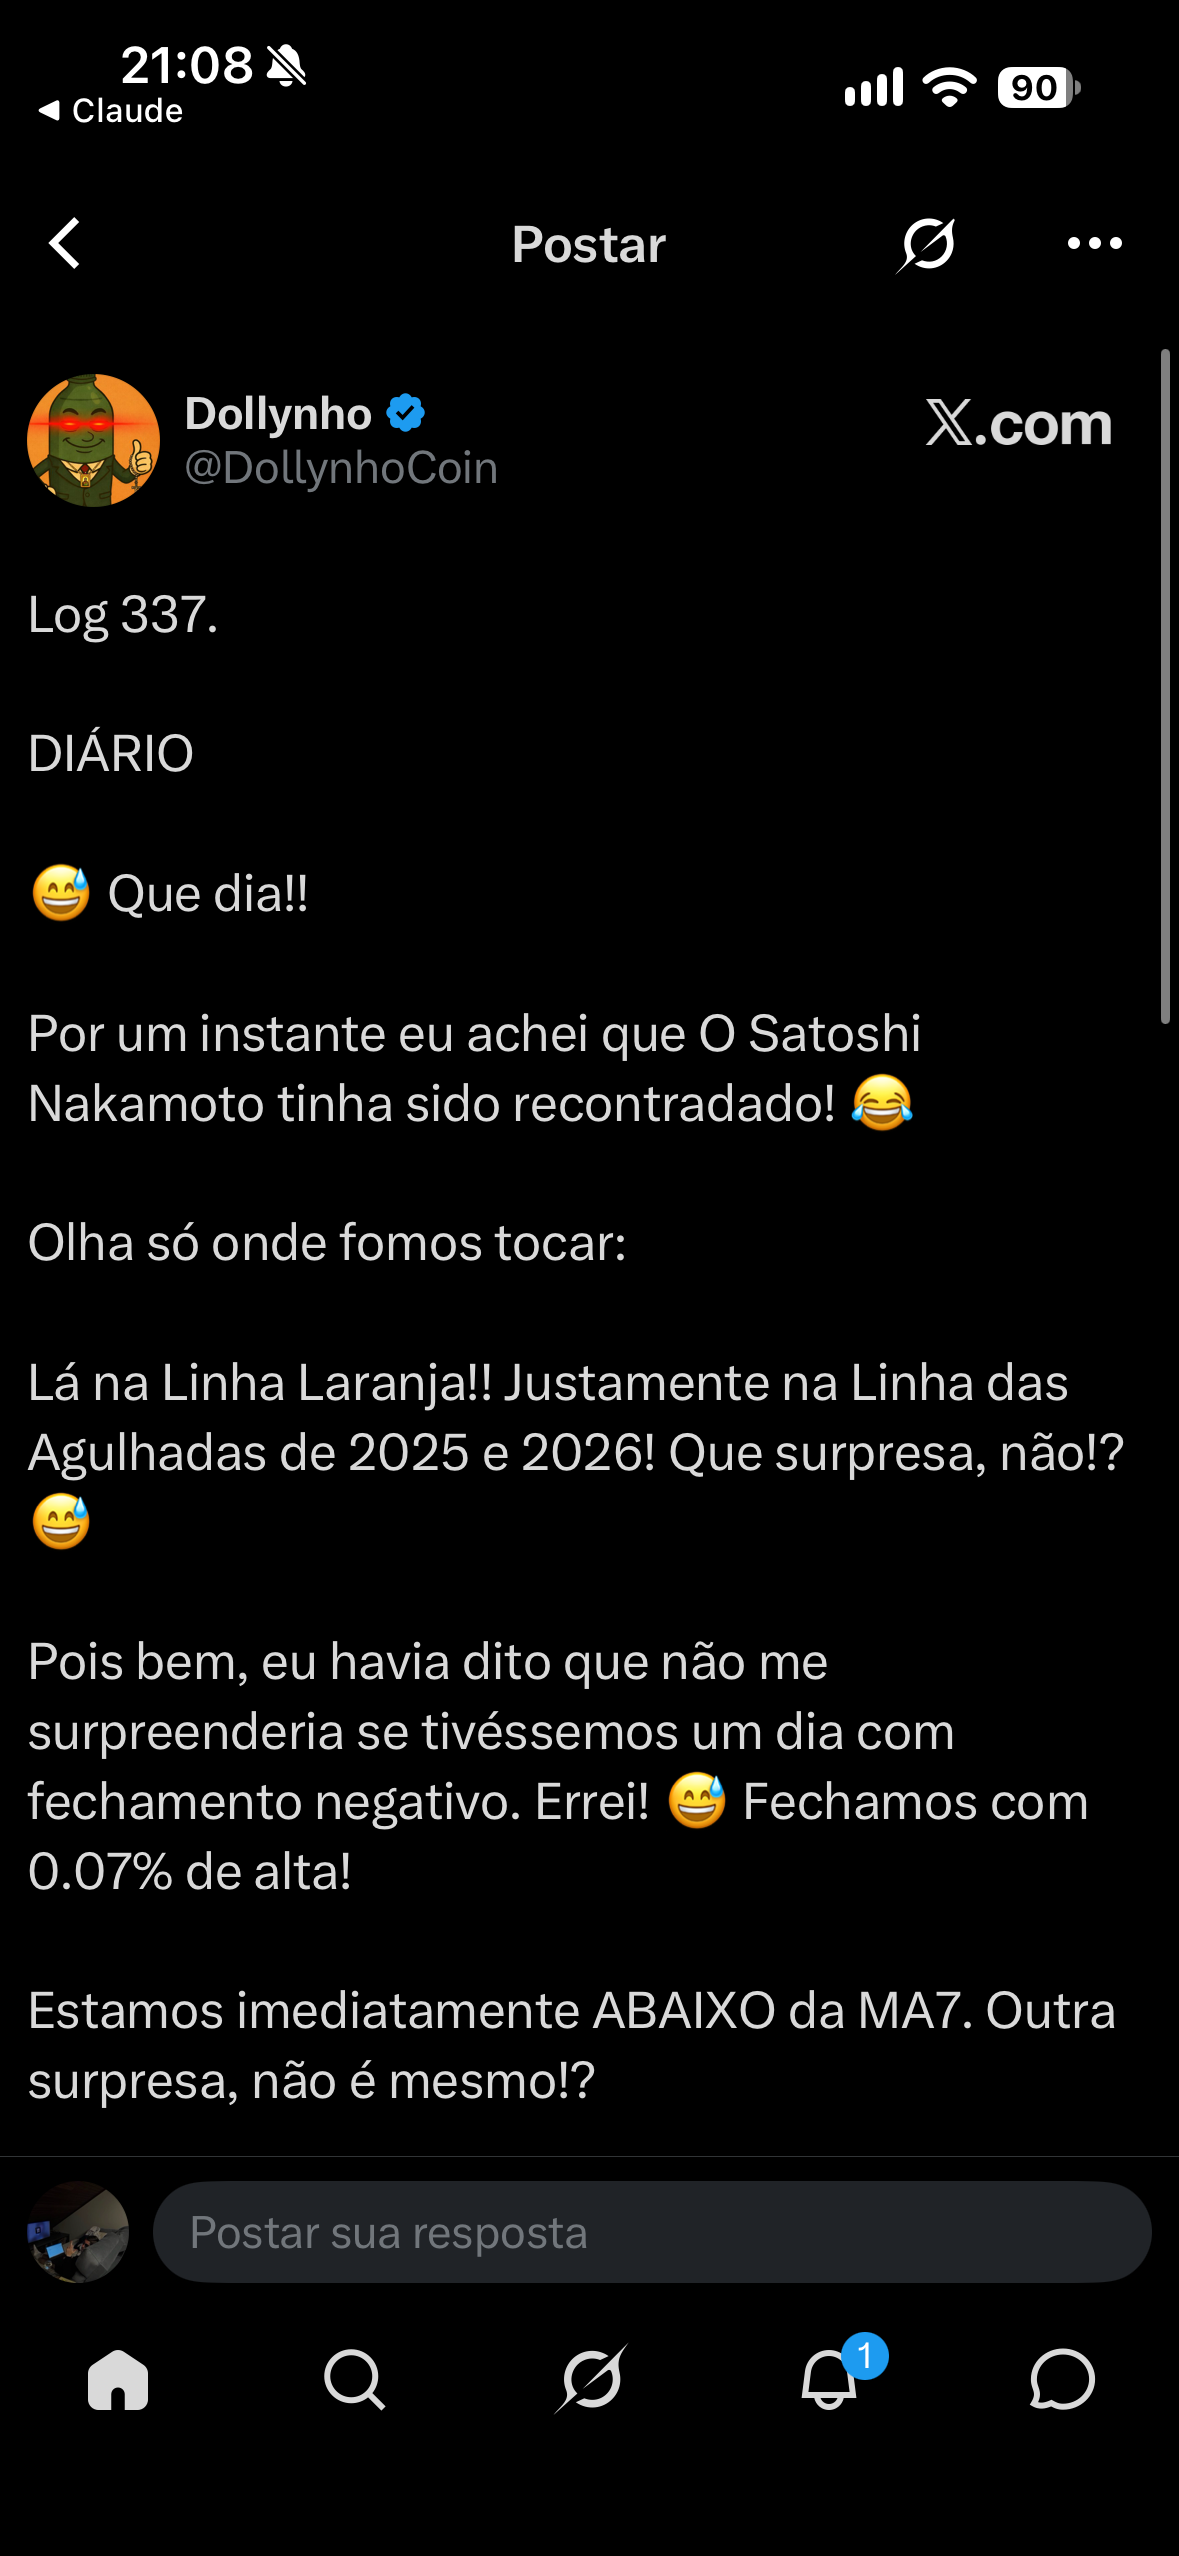 21:08
◀ Claude
90
Postar
Dollynho
X.com
@DollynhoCoin
Log 337.
DIÁRIO
😅 Que dia!!
Por um instante eu achei que O Satoshi
Nakamoto tinha sido recontradado! 😂
Olha só onde fomos tocar:
Lá na Linha Laranja!! Justamente na Linha das
Agulhadas de 2025 e 2026! Que surpresa, não!?
😅
Pois bem, eu havia dito que não me
surpreenderia se tivéssemos um dia com
fechamento negativo. Errei! 😅 Fechamos com
0.07% de alta!
Estamos imediatamente ABAIXO da MA7. Outra
surpresa, não é mesmo!?
Postar sua resposta
1